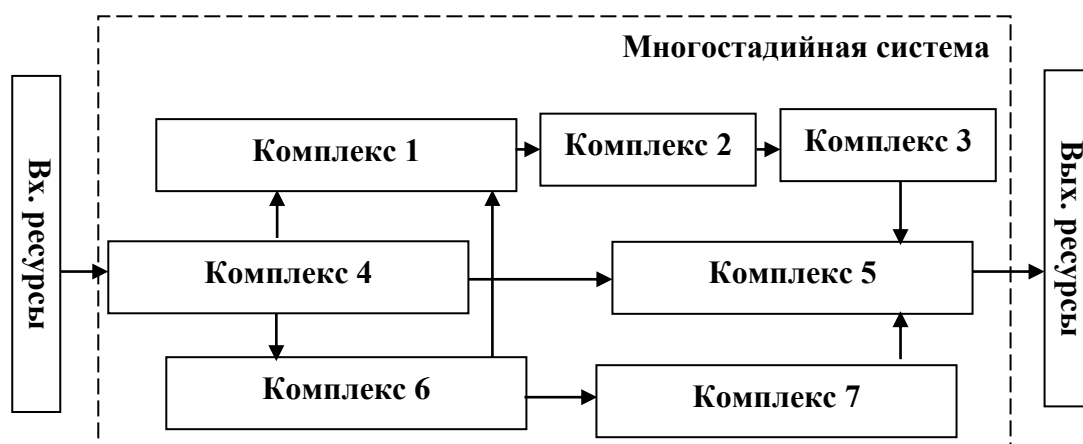 Многостадийная система
Вх. ресурсы
Комплекс 1
Комплекс 2
Комплекс 3
Вых. ресурсы
Комплекс 4
Комплекс 5
Комплекс 6
Комплекс 7